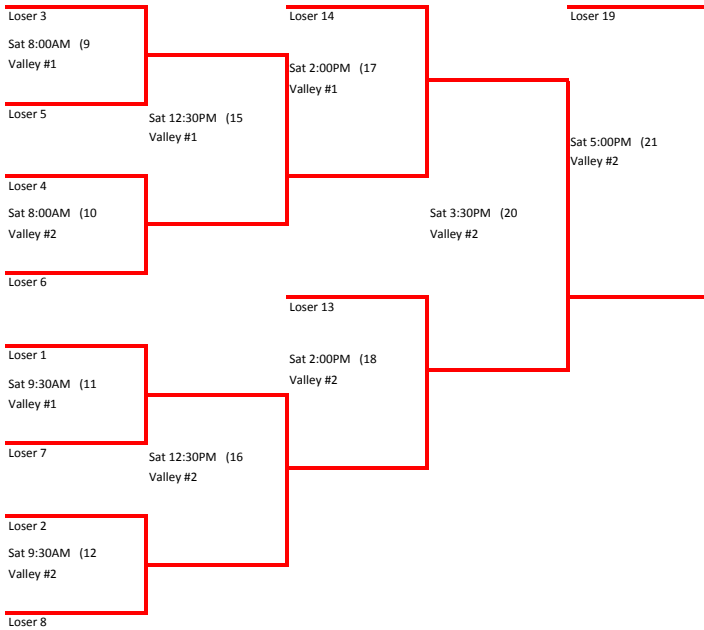 Loser 3
Sat 8:00AM (9
Valley #1
Loser 5
Loser 4
Sat 8:00AM (10
Valley #2
Loser 6
Loser 1
Sat 9:30AM (11
Valley #1
Loser 7
Loser 2
Sat 9:30AM (12
Valley #2
Loser 8
Sat 12:30PM (15
Valley #1
Sat 12:30PM (16
Valley #2
Loser 14
Sat 2:00PM (17
Valley #1
Loser 13
Sat 2:00PM (18
Valley #2
Sat 3:30PM (20
Valley #2
Loser 19
Sat 5:00PM (21
Valley #2